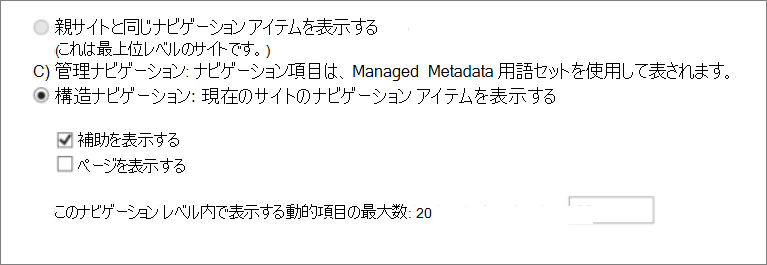 親サイトと同じナビゲーション アイテムを表示する
(これは最上位レベルのサイトです。)
C) 管理ナビゲーション: ナビゲーション項目は、Managed Metadata 用語セットを使用して表されます。
構造ナビゲーション: 現在のサイトのナビゲーション アイテムを表示する
補助を表示する
ページを表示する
このナビゲーション レベル内で表示する動的項目の最大数: 20